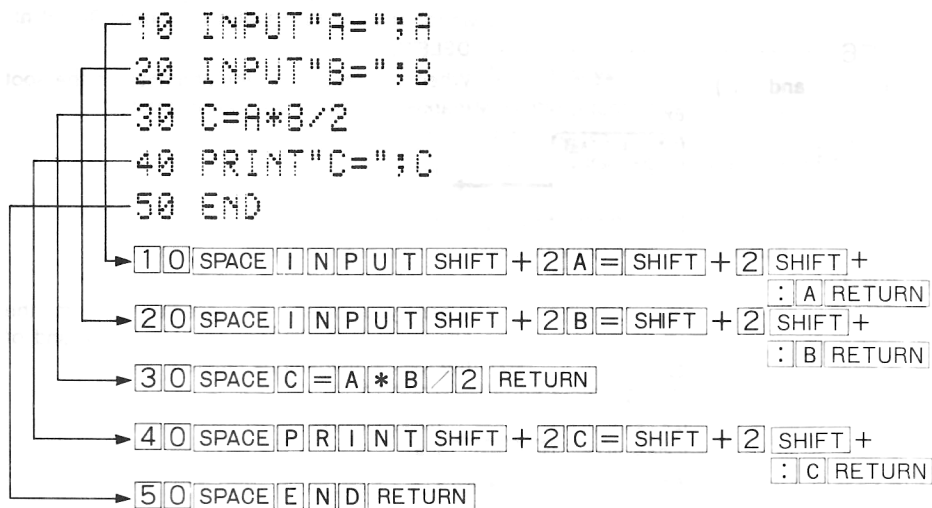 10 INPUT"A=";A
20 INPUT"B=";B
30 C=A*B/2
40 PRINT"C=";C
50 END
1 0 SPACE I N P U T SHIFT + 2 A = SHIFT + 2 SHIFT +
: A RETURN
2 0 SPACE I N P U T SHIFT + 2 B = SHIFT + 2 SHIFT +
: B RETURN
3 0 SPACE C = A * B / 2 RETURN
4 0 SPACE P R I N T SHIFT + 2 C = SHIFT + 2 SHIFT +
: C RETURN
5 0 SPACE E N D RETURN